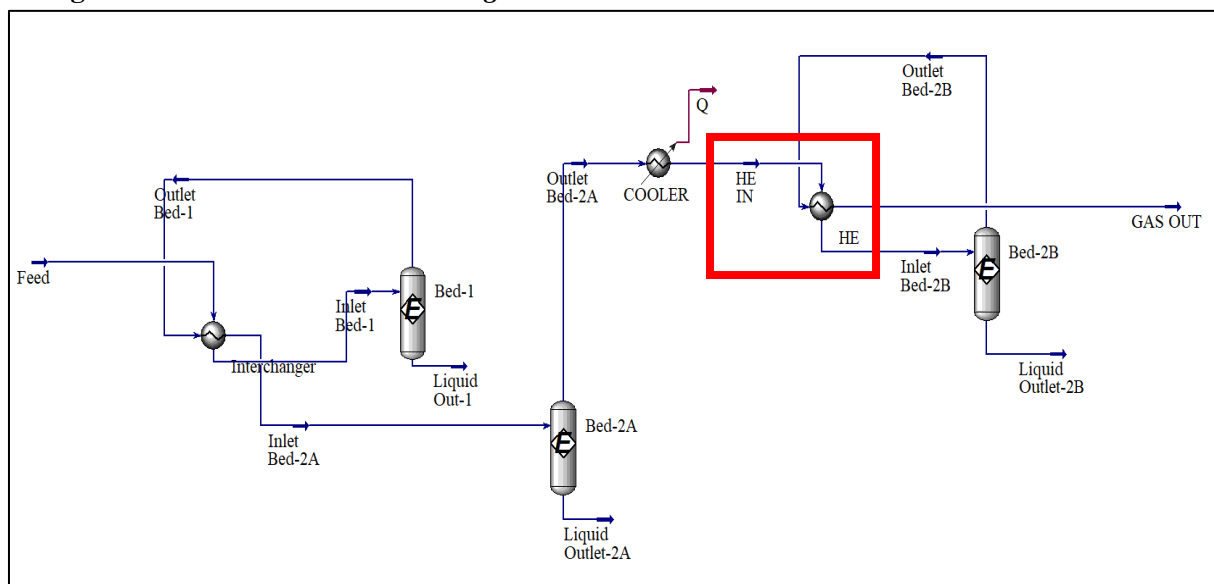 Outlet
Bed-2B
Q
Outlet
Bed-2A
COOLER
HE
IN
Outlet
Bed-1
GAS OUT
HE
Feed
Bed-1
E
Inlet
Bed-1
Inlet
Bed-2B
Bed-2B
E
Interchanger
Liquid
Out-1
Liquid
Outlet-2B
Inlet
Bed-2A
Bed-2A
E
Liquid
Outlet-2A